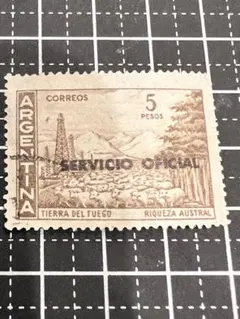 ARGENTINA
CORREOS
5
PESOS
SERVICIO OFICIAL
TIERRA DEL FUEGO RIQUEZA AUSTRAL